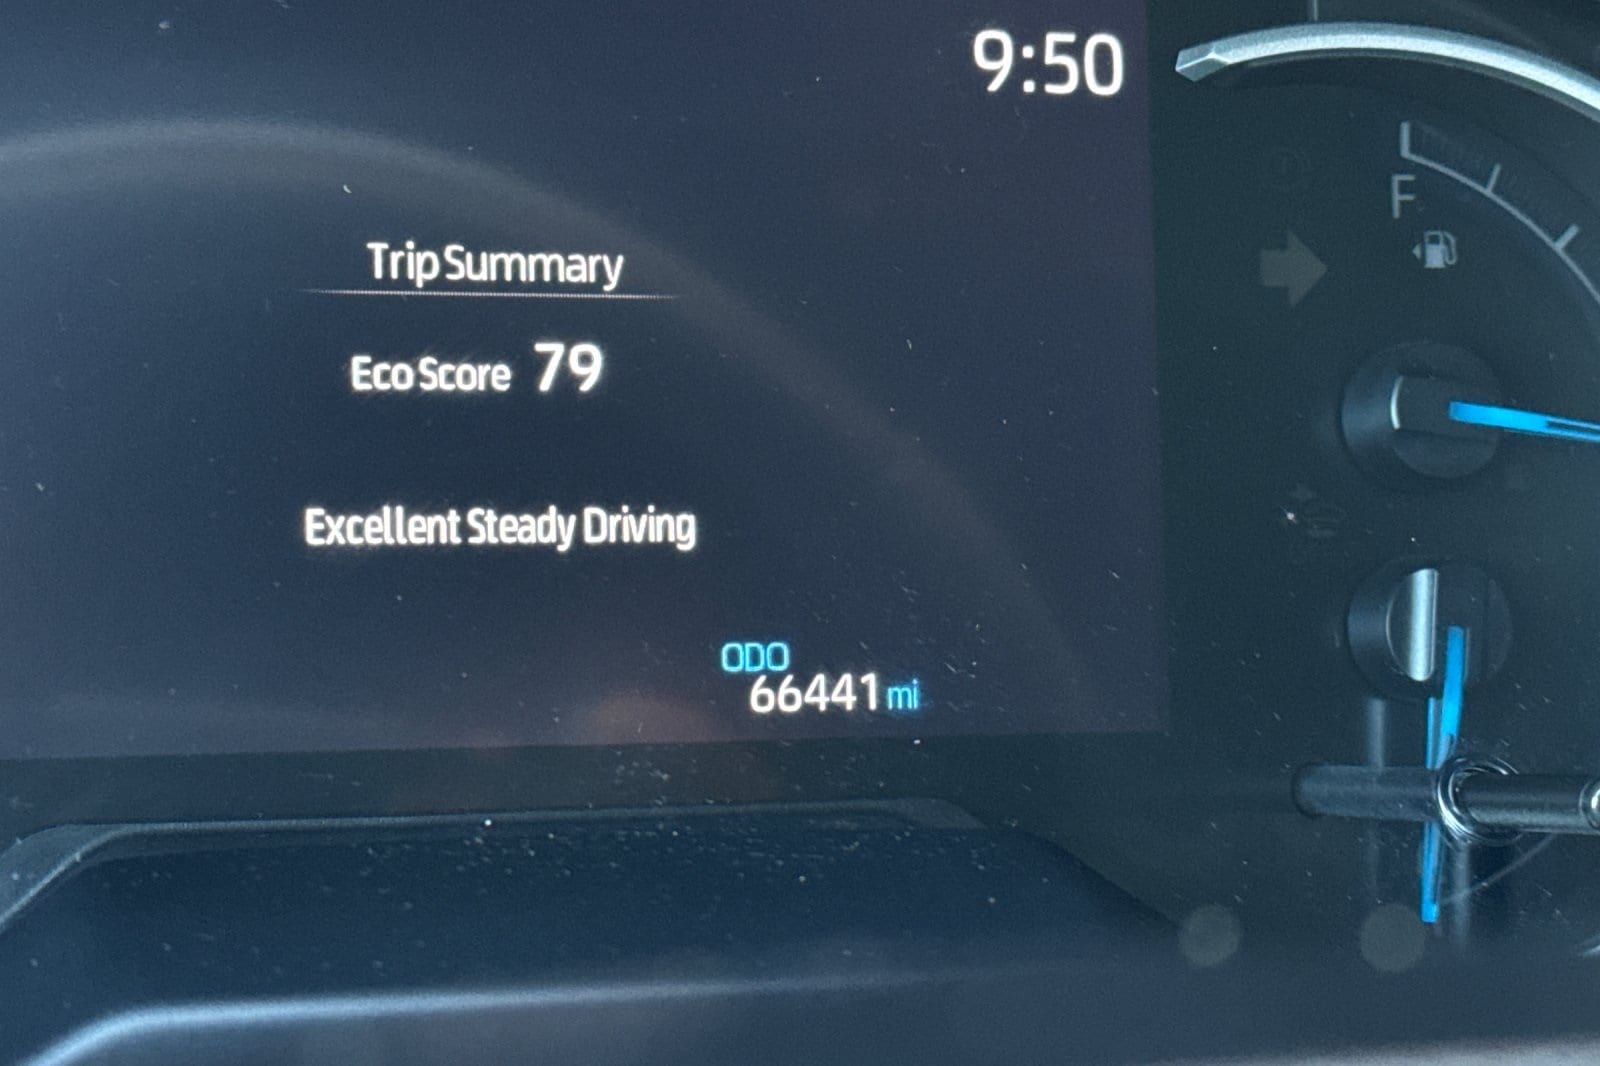 9:50
F
Trip Summary
Eco Score 79
Excellent Steady Driving
ODO
66441 mi